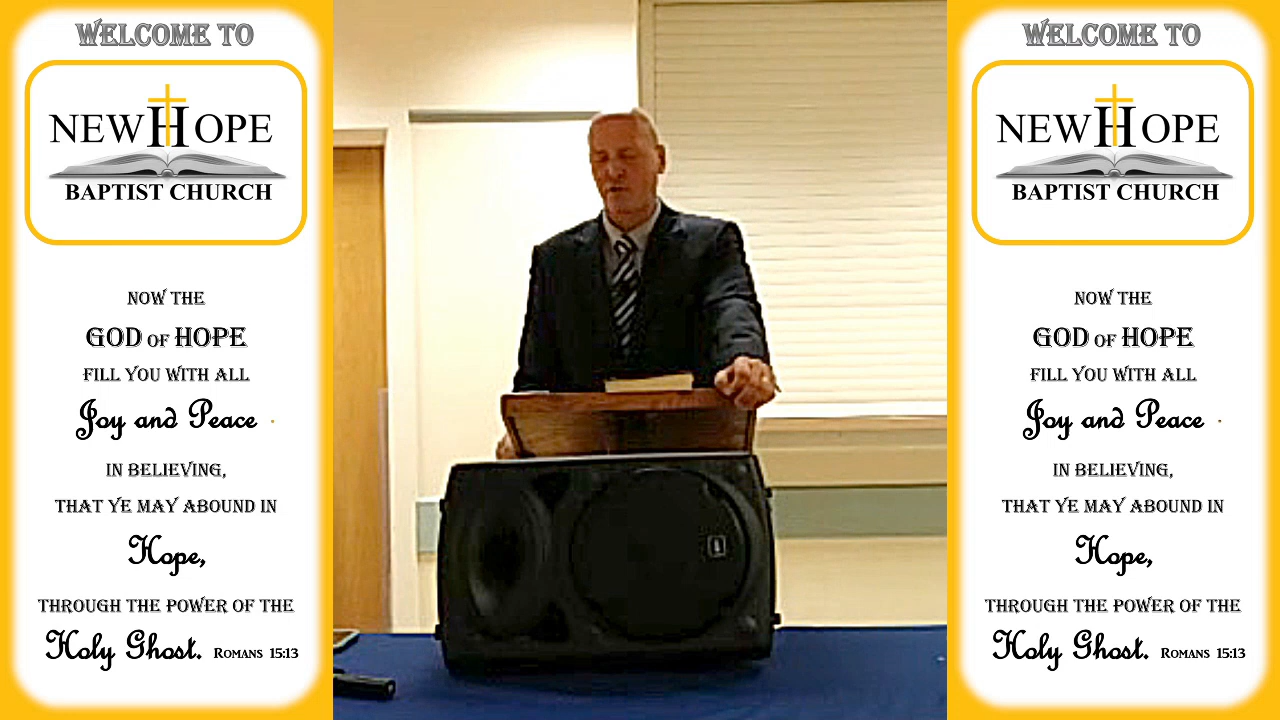 WELCOME TO
NEW HOPE
BAPTIST CHURCH
NOW THE
GOD OF HOPE
FILL YOU WITH ALL
Joy and Peace
IN BELIEVING,
THAT YE MAY ABOUND IN
Hope,
THROUGH THE POWER OF THE
Holy Ghost. ROMANS 15:13
WELCOME TO
NEW HOPE
BAPTIST CHURCH
NOW THE
GOD OF HOPE
FILL YOU WITH ALL
Joy and Peace
IN BELIEVING,
THAT YE MAY ABOUND IN
Hope,
THROUGH THE POWER OF THE
Holy Ghost. ROMANS 15:13